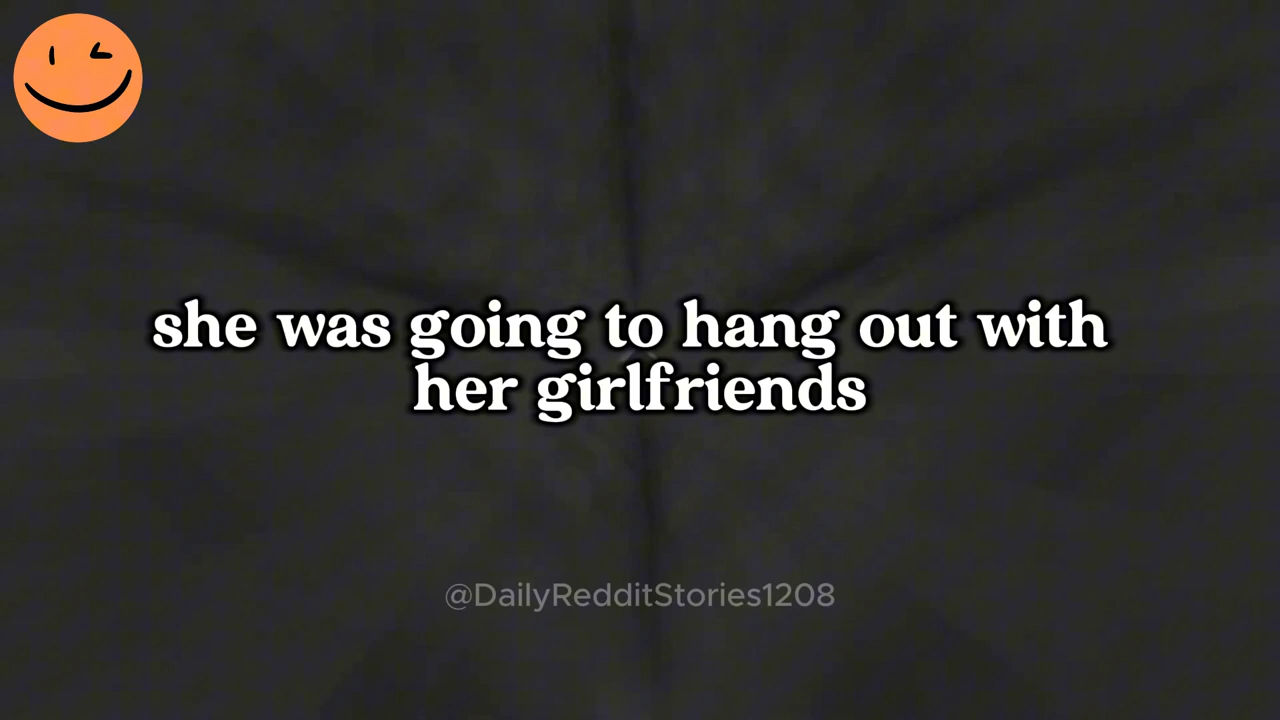 she was going to hang out with
her girlfriends
@DailyRedditStories1208